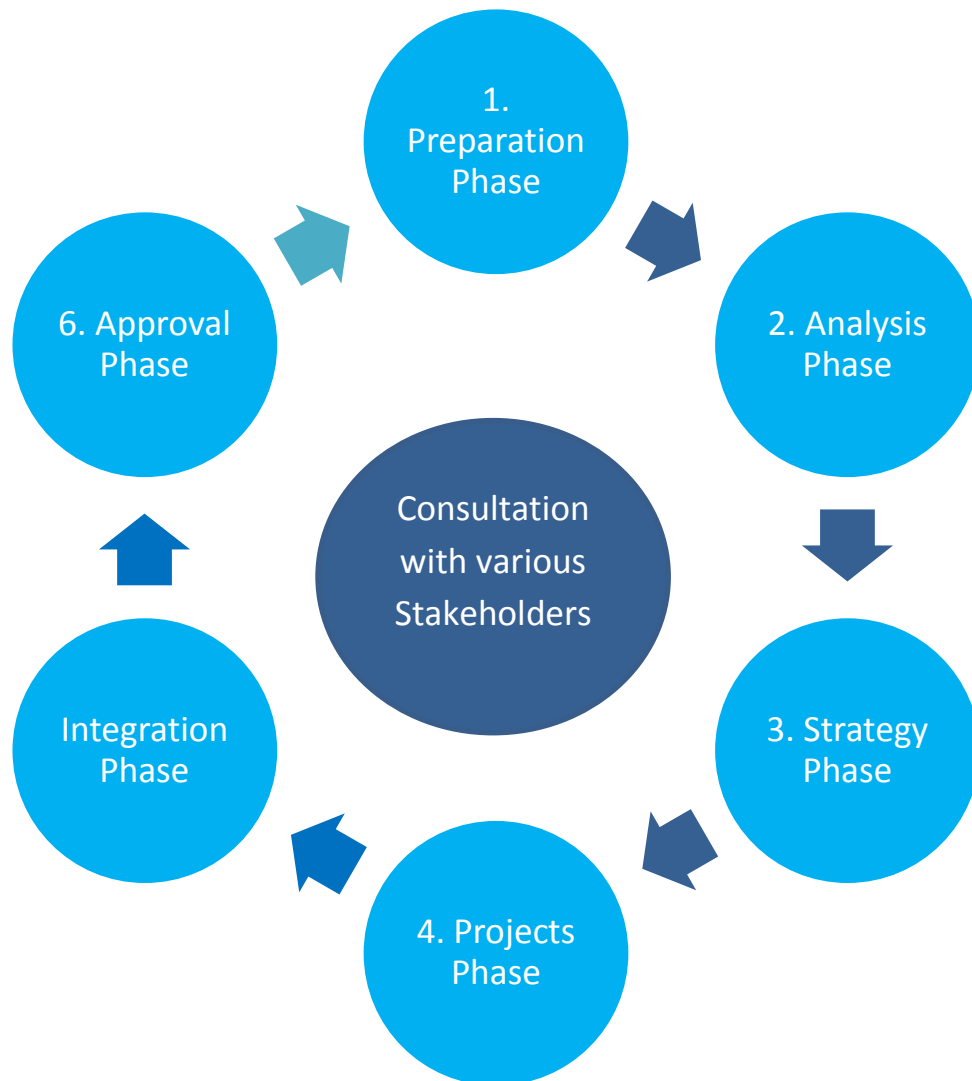 1.
Preparation
Phase
2. Analysis
Phase
3. Strategy
Phase
4. Projects
Phase
Integration
Phase
6. Approval
Phase
Consultation
with various
Stakeholders